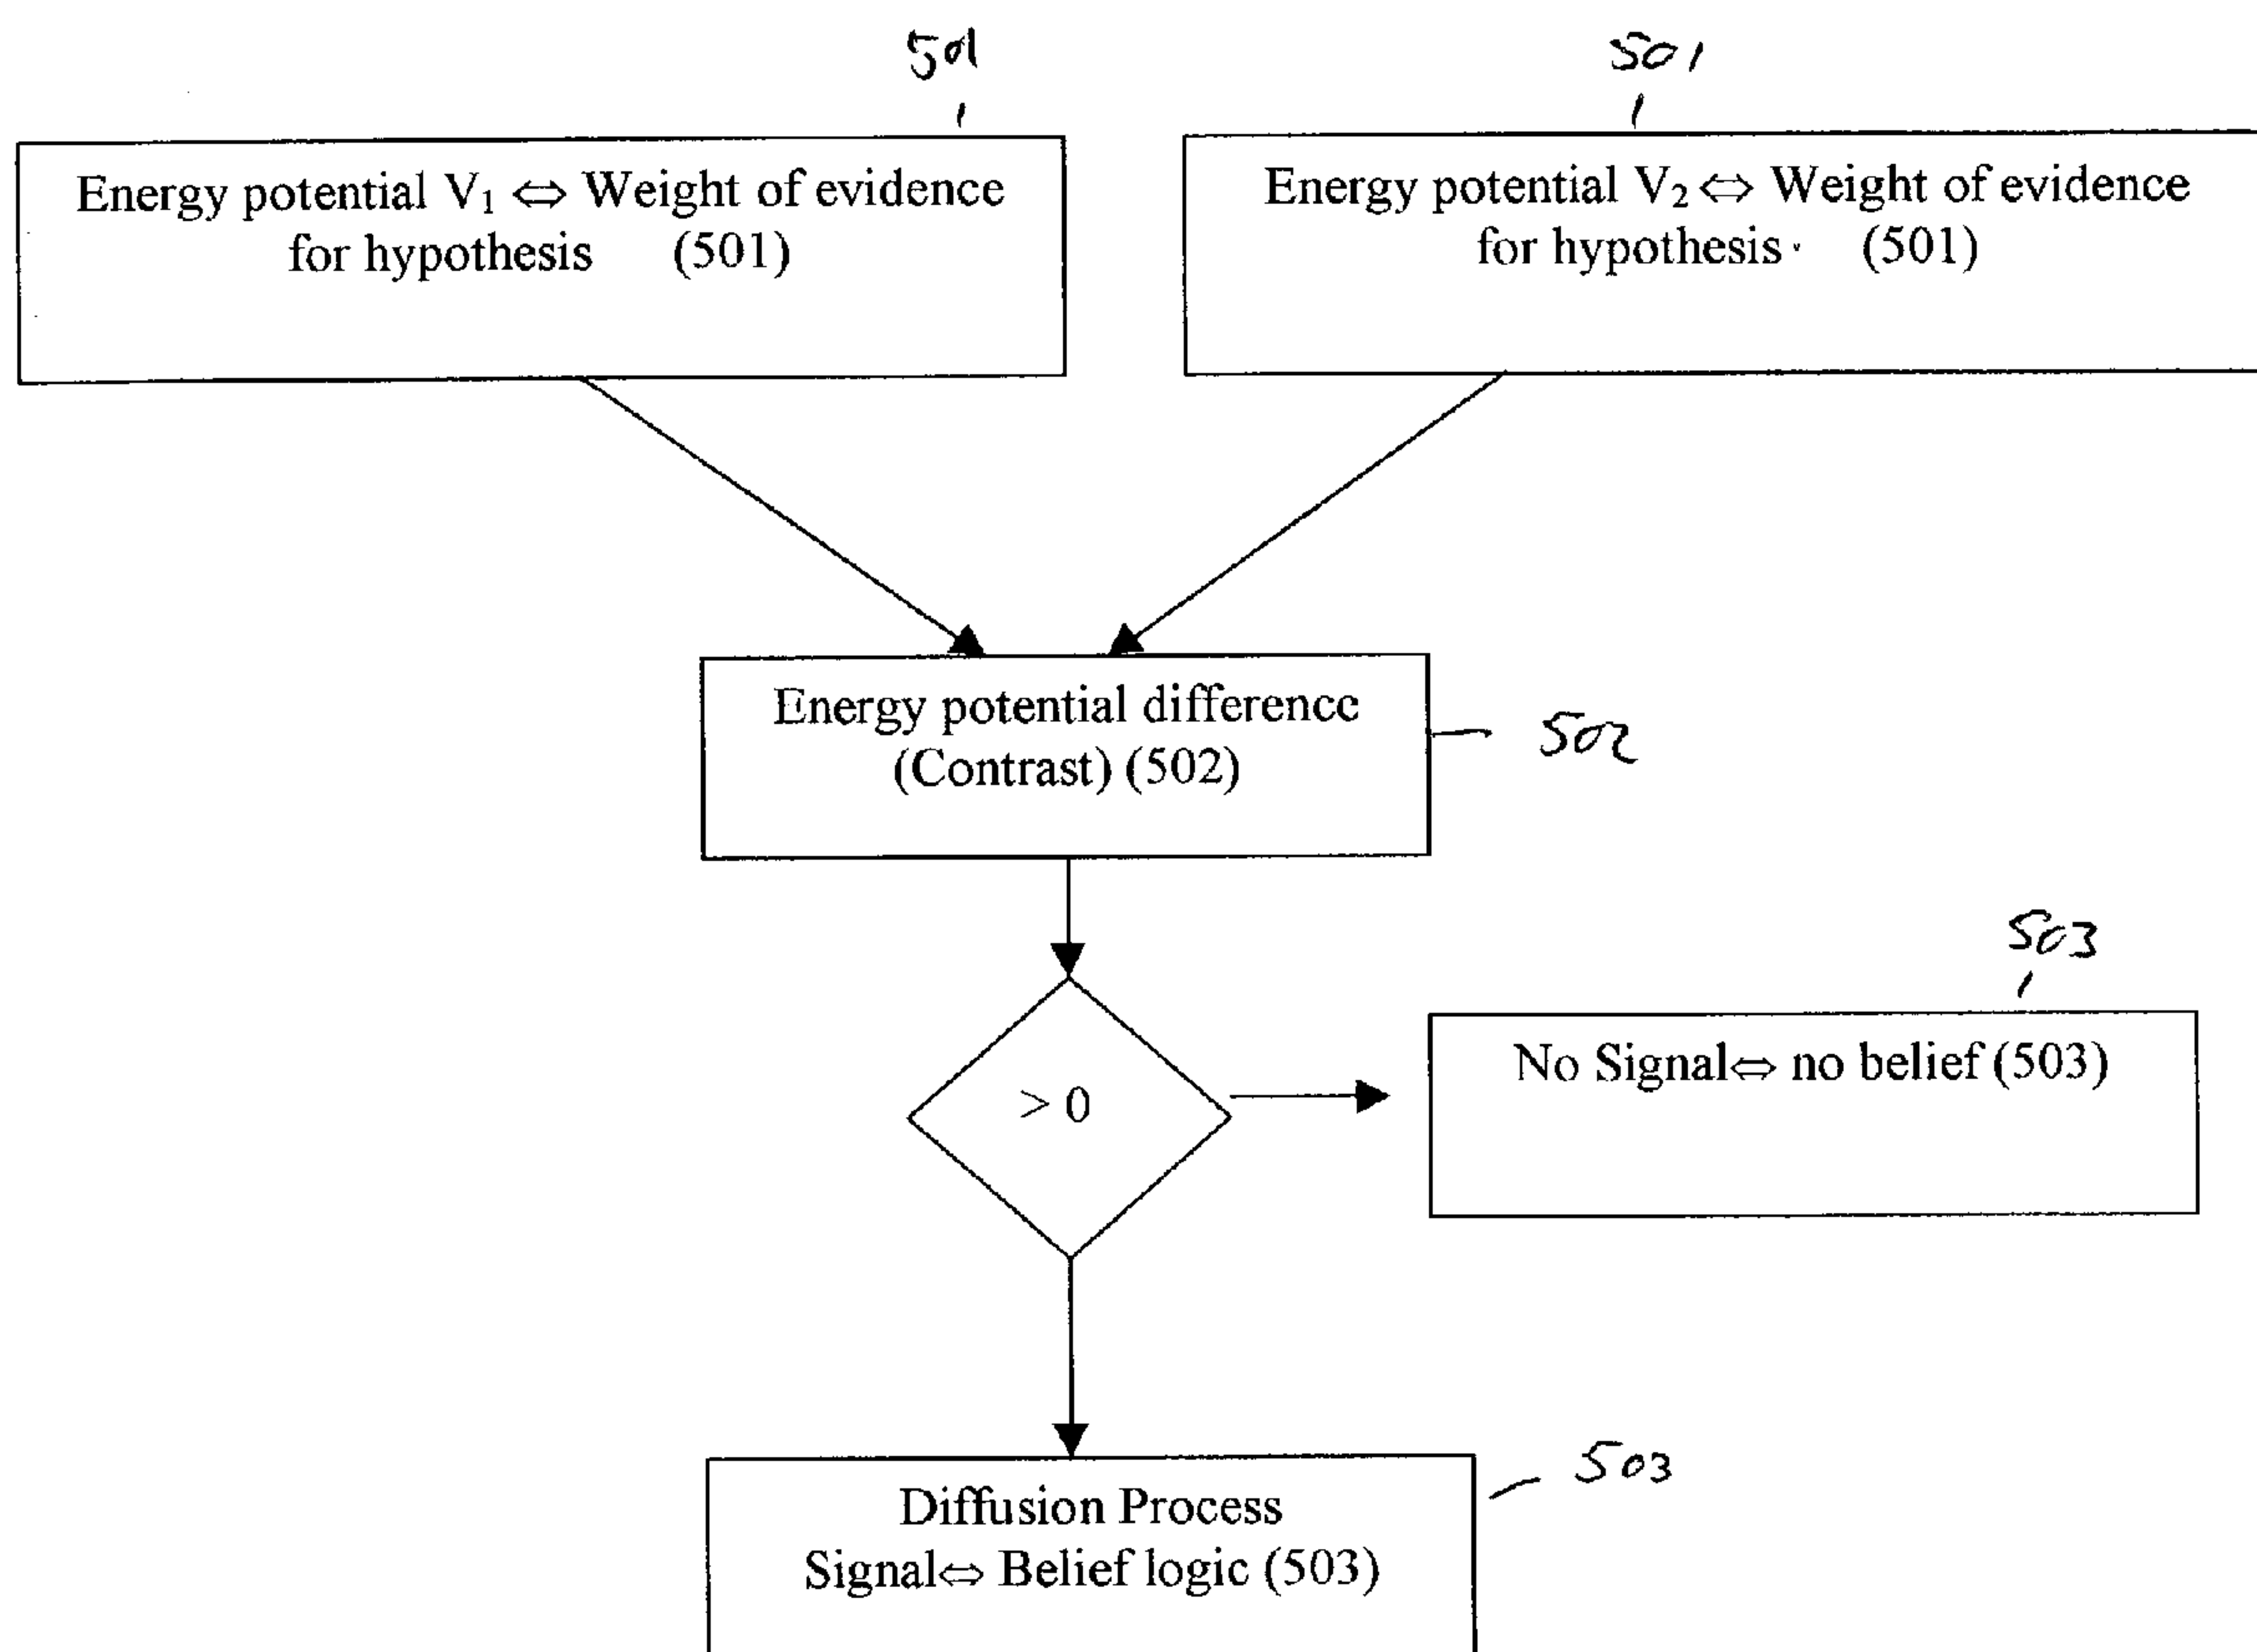 501
501
Energy potential V₁ ⇔ Weight of evidence
for hypothesis (501)
Energy potential V₂ ⇔ Weight of evidence
for hypothesis (501)
Energy potential difference
(Contrast) (502)
502
> 0
503
No Signal⇔ no belief (503)
503
Diffusion Process
Signal⇔ Belief logic (503)